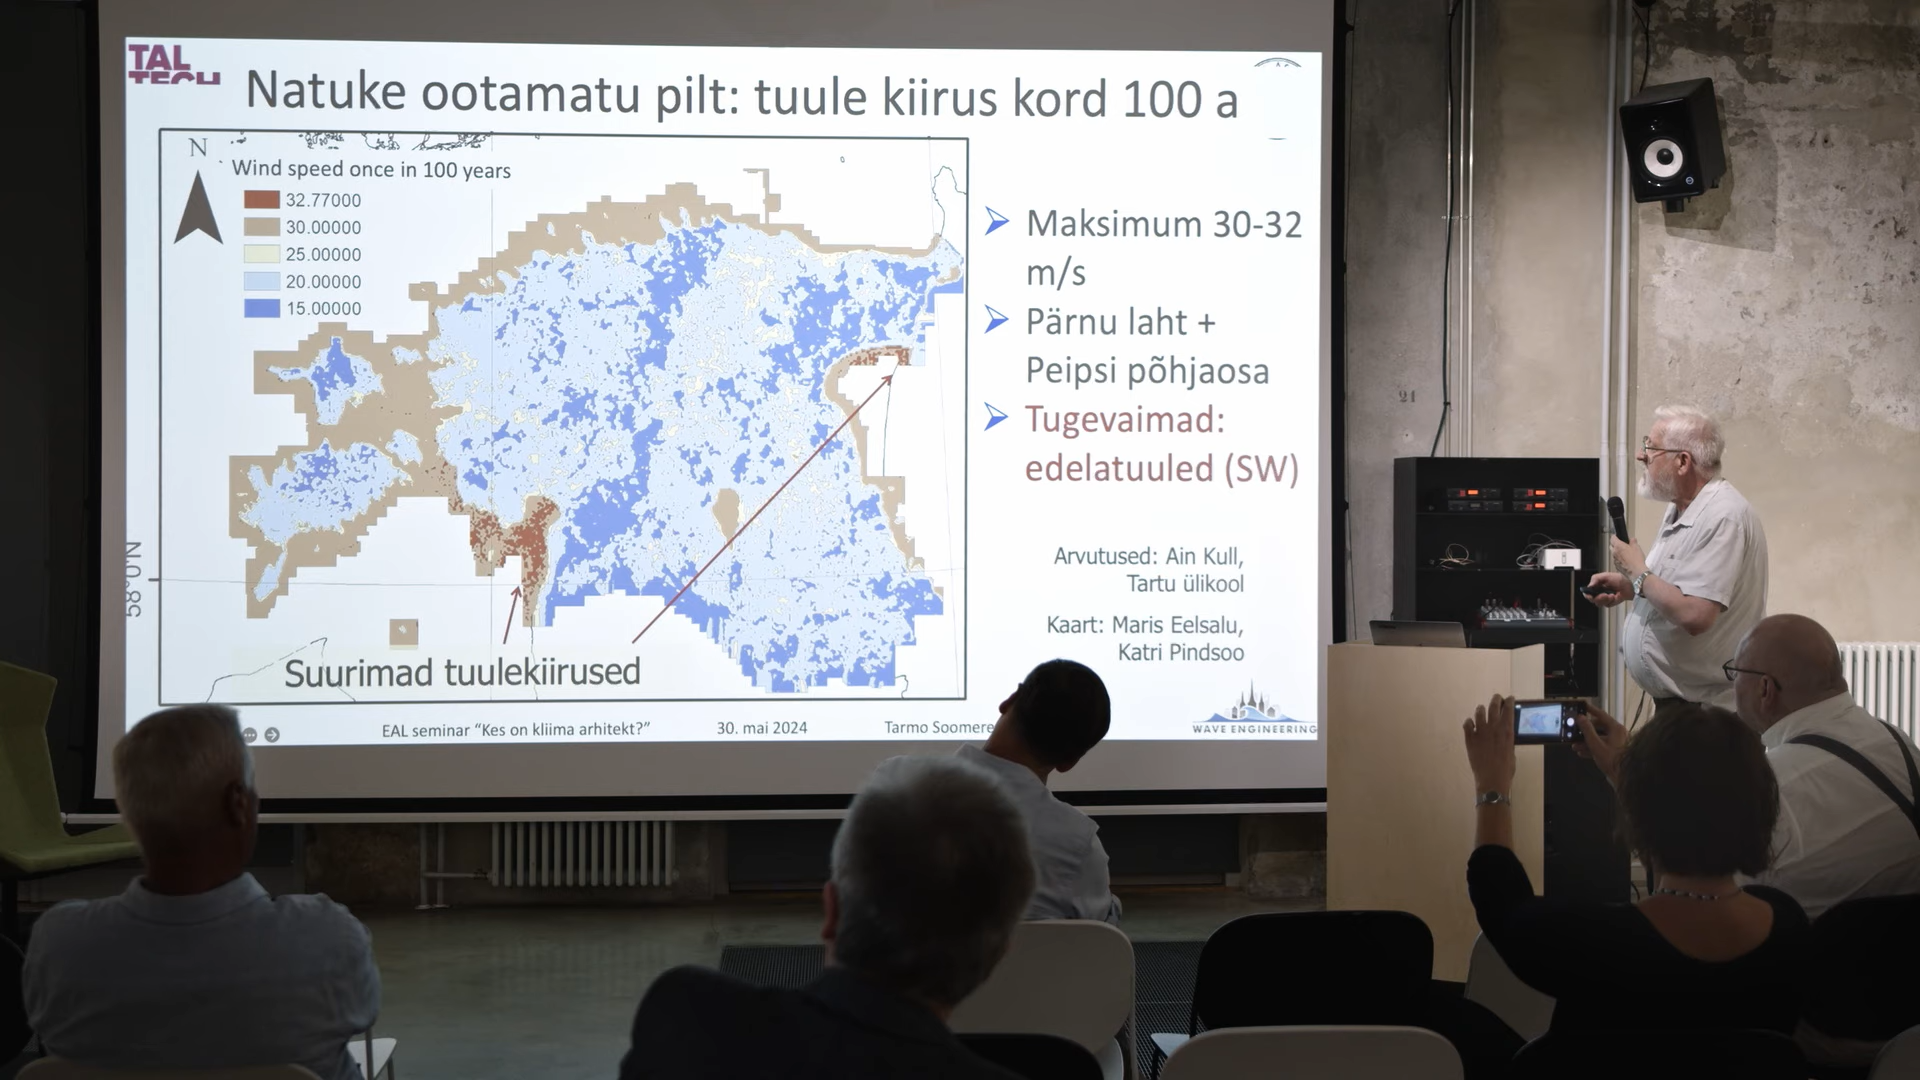 TAL
TECH
Natuke ootamatu pilt: tuule kiirus kord 100 a
N
Wind speed once in 100 years
32.77000
30.00000
25.00000
20.00000
15.00000
58°0'N
Suurimad tuulekiirused
Maksimum 30-32
m/s
Pärnu laht +
Peipsi põhjaosa
Tugevaimad:
edelatuuled (SW)
Arvutused: Ain Kull,
Tartu ülikool
Kaart: Maris Eelsalu,
Katri Pindsoo
EAL seminar “Kes on kliima arhitekt?”
30. mai 2024
Tarmo Soomere
WAVE ENGINEERING
21